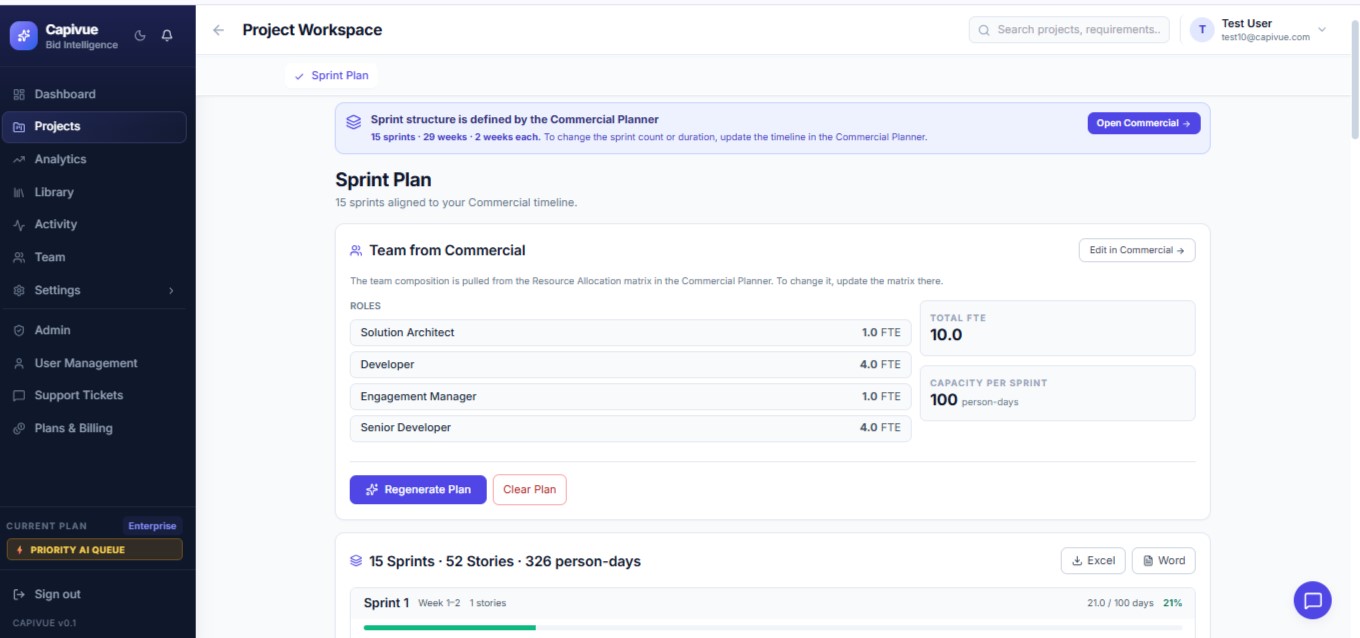 Capivue
Bid Intelligence
Dashboard
Projects
Analytics
Library
Activity
Team
Settings
Admin
User Management
Support Tickets
Plans & Billing
CURRENT PLAN Enterprise
PRIORITY AI QUEUE
Sign out
CAPIVUE v0.1
← Project Workspace
Search projects, requirements..
T
Test User
test10@capivue.com
✓ Sprint Plan
Sprint structure is defined by the Commercial Planner
15 sprints · 29 weeks · 2 weeks each. To change the sprint count or duration, update the timeline in the Commercial Planner.
Open Commercial →
Sprint Plan
15 sprints aligned to your Commercial timeline.
Team from Commercial
Edit in Commercial →
The team composition is pulled from the Resource Allocation matrix in the Commercial Planner. To change it, update the matrix there.
ROLES
Solution Architect 1.0 FTE
Developer 4.0 FTE
Engagement Manager 1.0 FTE
Senior Developer 4.0 FTE
TOTAL FTE
10.0
CAPACITY PER SPRINT
100 person-days
Regenerate Plan
Clear Plan
15 Sprints · 52 Stories · 326 person-days
Excel
Word
Sprint 1 Week 1–2 1 stories 21.0 / 100 days 21%